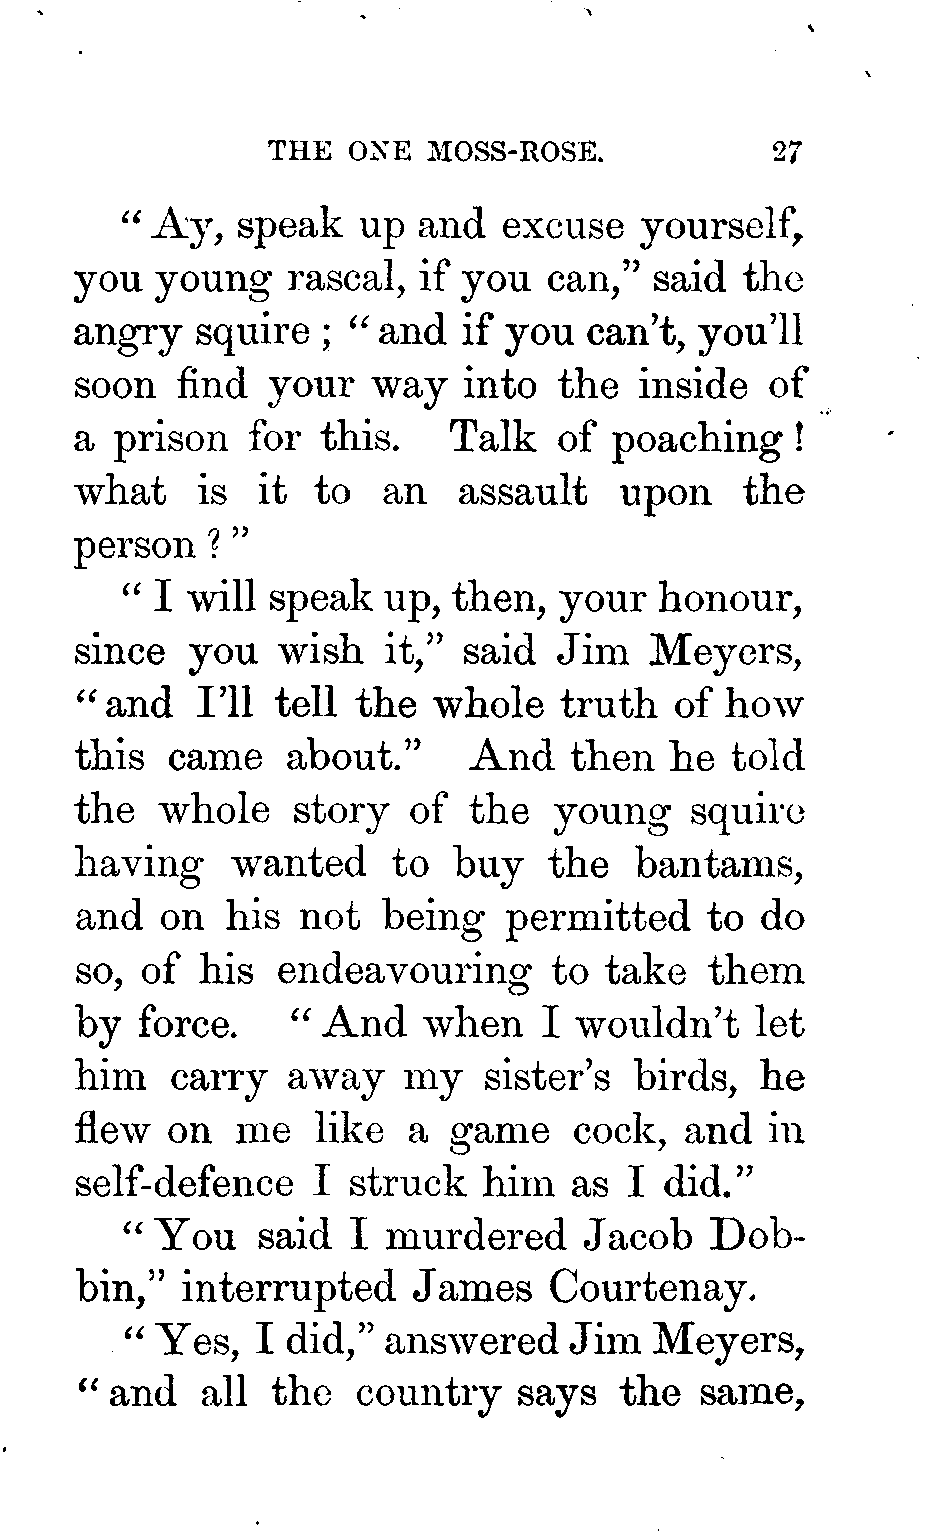 THE ONE MOSS-ROSE. 27
“Ay, speak up and excuse yourself,
you young rascal, if you can,” said the
angry squire ; “and if you can’t, you’ll
soon find your way into the inside of
a prison for this. Talk of poaching !
what is it to an assault upon the
person ?”
“I will speak up, then, your honour,
since you wish it,” said Jim Meyers,
“and I’ll tell the whole truth of how
this came about.” And then he told
the whole story of the young squire
having wanted to buy the bantams,
and on his not being permitted to do
so, of his endeavouring to take them
by force. “And when I wouldn’t let
him carry away my sister’s birds, he
flew on me like a game cock, and in
self-defence I struck him as I did.”
“You said I murdered Jacob Dob-
bin,” interrupted James Courtenay.
“Yes, I did,” answered Jim Meyers,
“and all the country says the same,